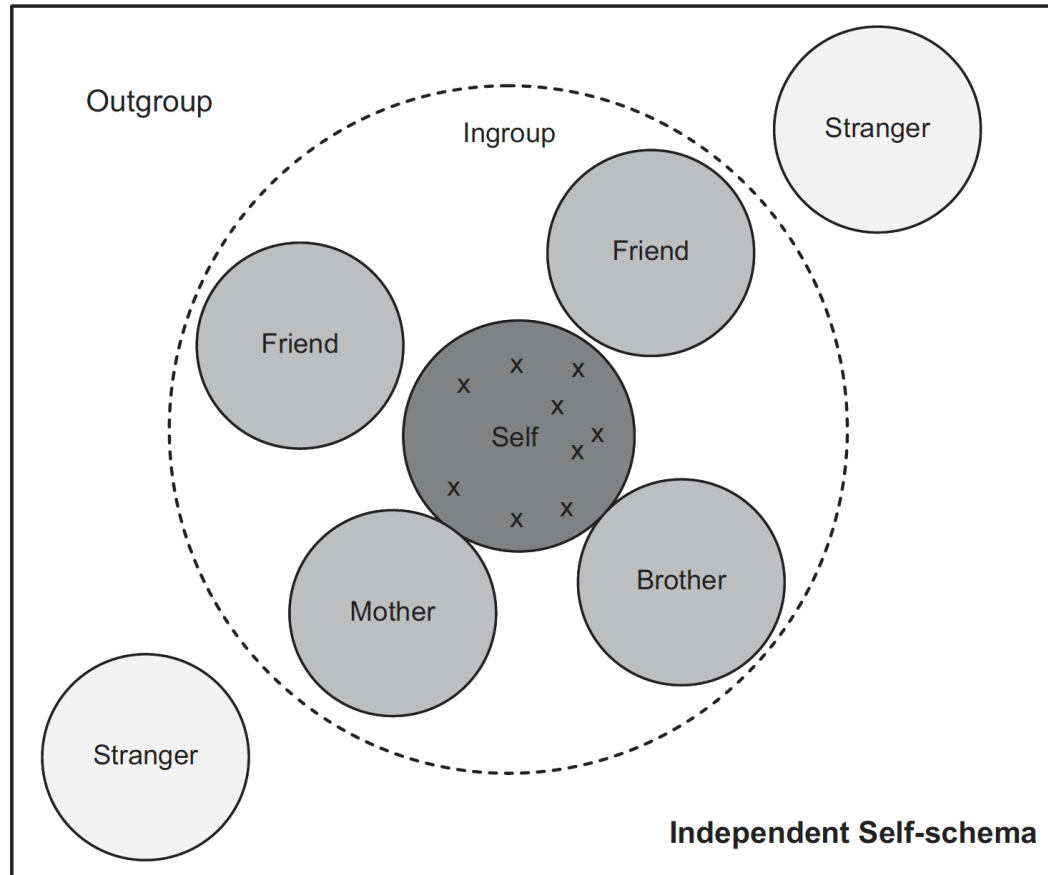 Outgroup
Ingroup
Stranger
Friend
Friend
x
x
x
x
Self
x
x
x
x
x
Mother
Brother
Stranger
Independent Self-schema